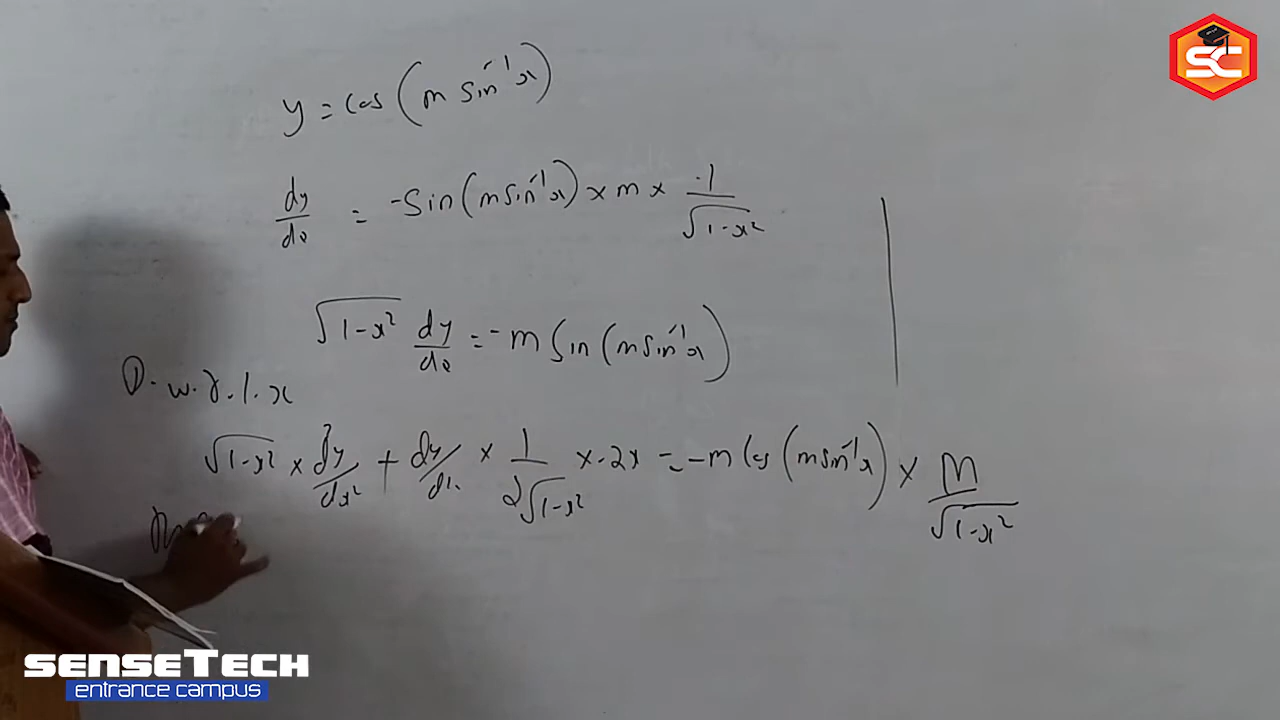 SC
y = cos (m sin⁻¹x)
dy/dx = -Sin(m sin⁻¹x) × m × 1/√1-x²
√1-x² dy/dx = -m Sin (m sin⁻¹x)
D. w. r. t. x
√1-x² × d²y/dx² + dy/dx × 1/2√1-x² × -2x = -m Cos (m sin⁻¹x) × m/√1-x²
SENSETECH
entrance campus